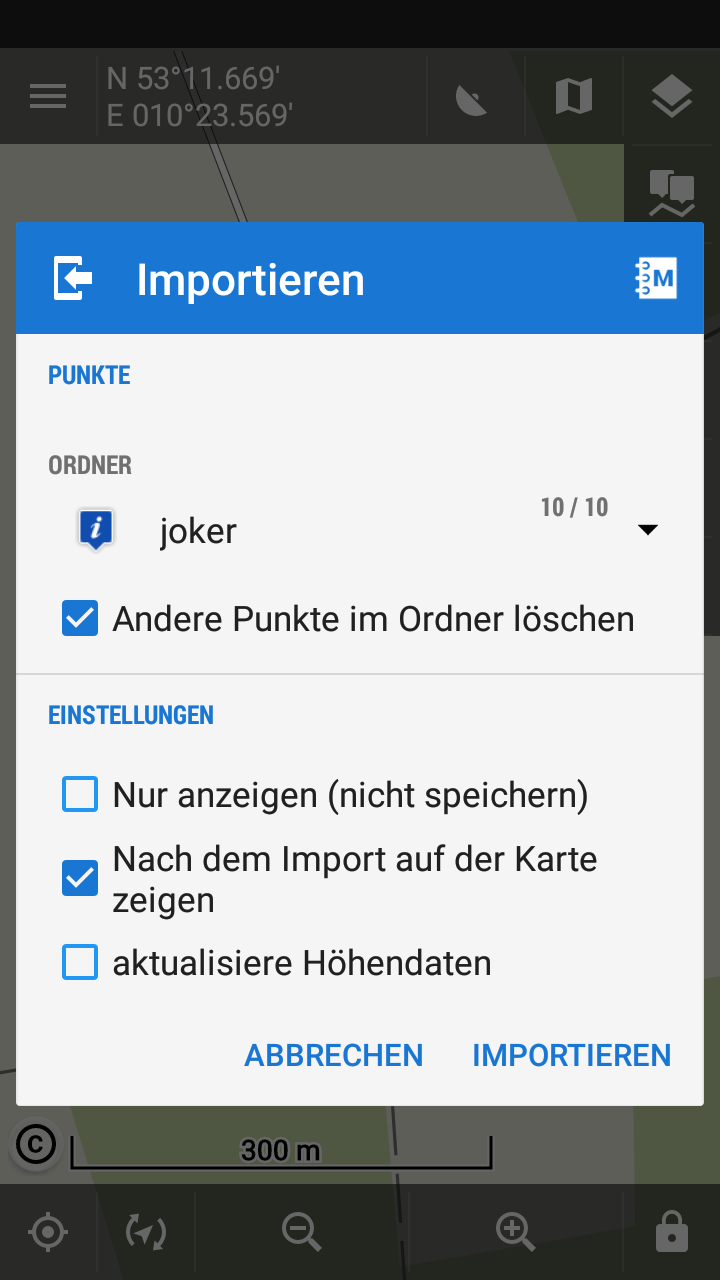 N 53°11.669'
E 010°23.569'
Importieren
M
PUNKTE
ORDNER
10 / 10
i
joker
Andere Punkte im Ordner löschen
EINSTELLUNGEN
Nur anzeigen (nicht speichern)
Nach dem Import auf der Karte
zeigen
aktualisiere Höhendaten
ABBRECHEN IMPORTIEREN
©
300 m